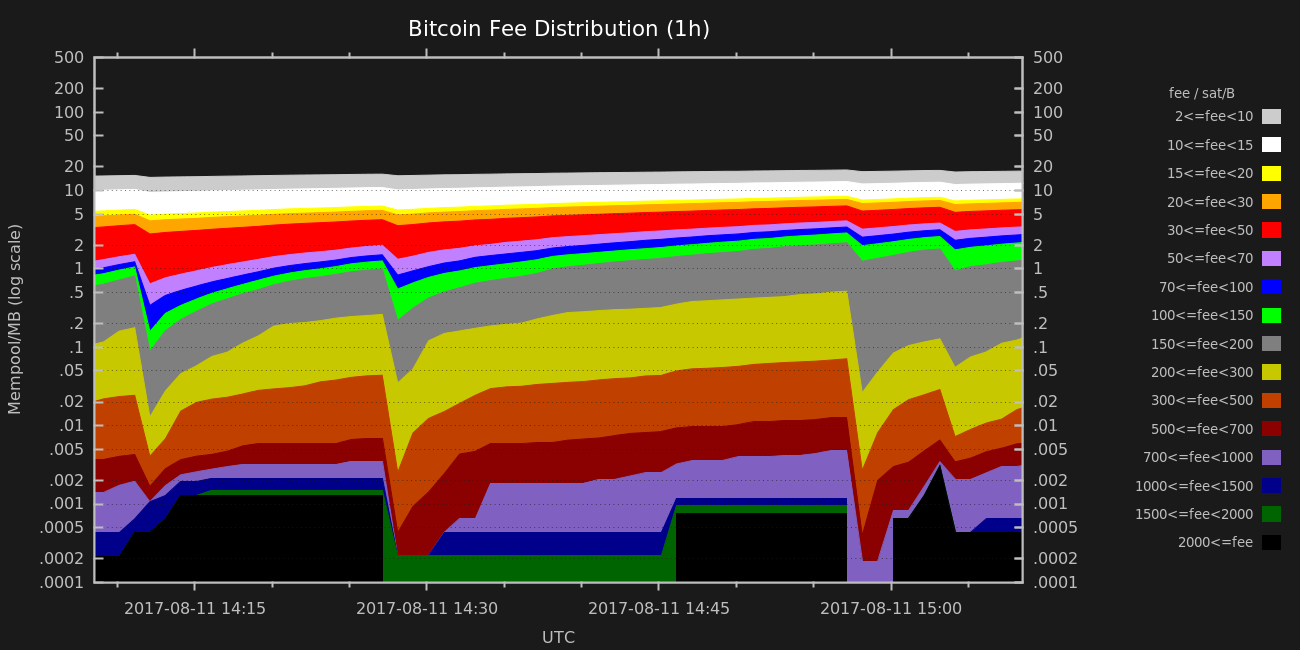 Bitcoin Fee Distribution (1h)
500 500
200 200
100 100
50 50
20 20
10 10
5 5
2 2
1 1
.5 .5
.2 .2
.1 .1
.05 .05
.02 .02
.01 .01
.005 .005
.002 .002
.001 .001
.0005 .0005
.0002 .0002
.0001 .0001
Mempool/MB (log scale)
2017-08-11 14:15 2017-08-11 14:30 2017-08-11 14:45 2017-08-11 15:00
UTC
fee / sat/B
2<=fee<10
10<=fee<15
15<=fee<20
20<=fee<30
30<=fee<50
50<=fee<70
70<=fee<100
100<=fee<150
150<=fee<200
200<=fee<300
300<=fee<500
500<=fee<700
700<=fee<1000
1000<=fee<1500
1500<=fee<2000
2000<=fee